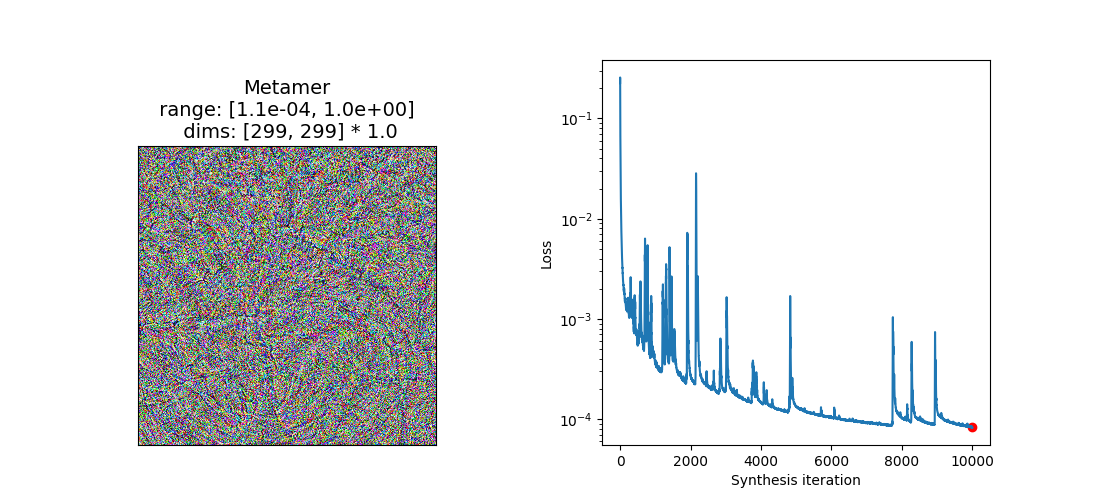 Metamer
range: [1.1e-04, 1.0e+00]
dims: [299, 299] * 1.0
Loss
10⁻¹
10⁻²
10⁻³
10⁻⁴
0 2000 4000 6000 8000 10000
Synthesis iteration